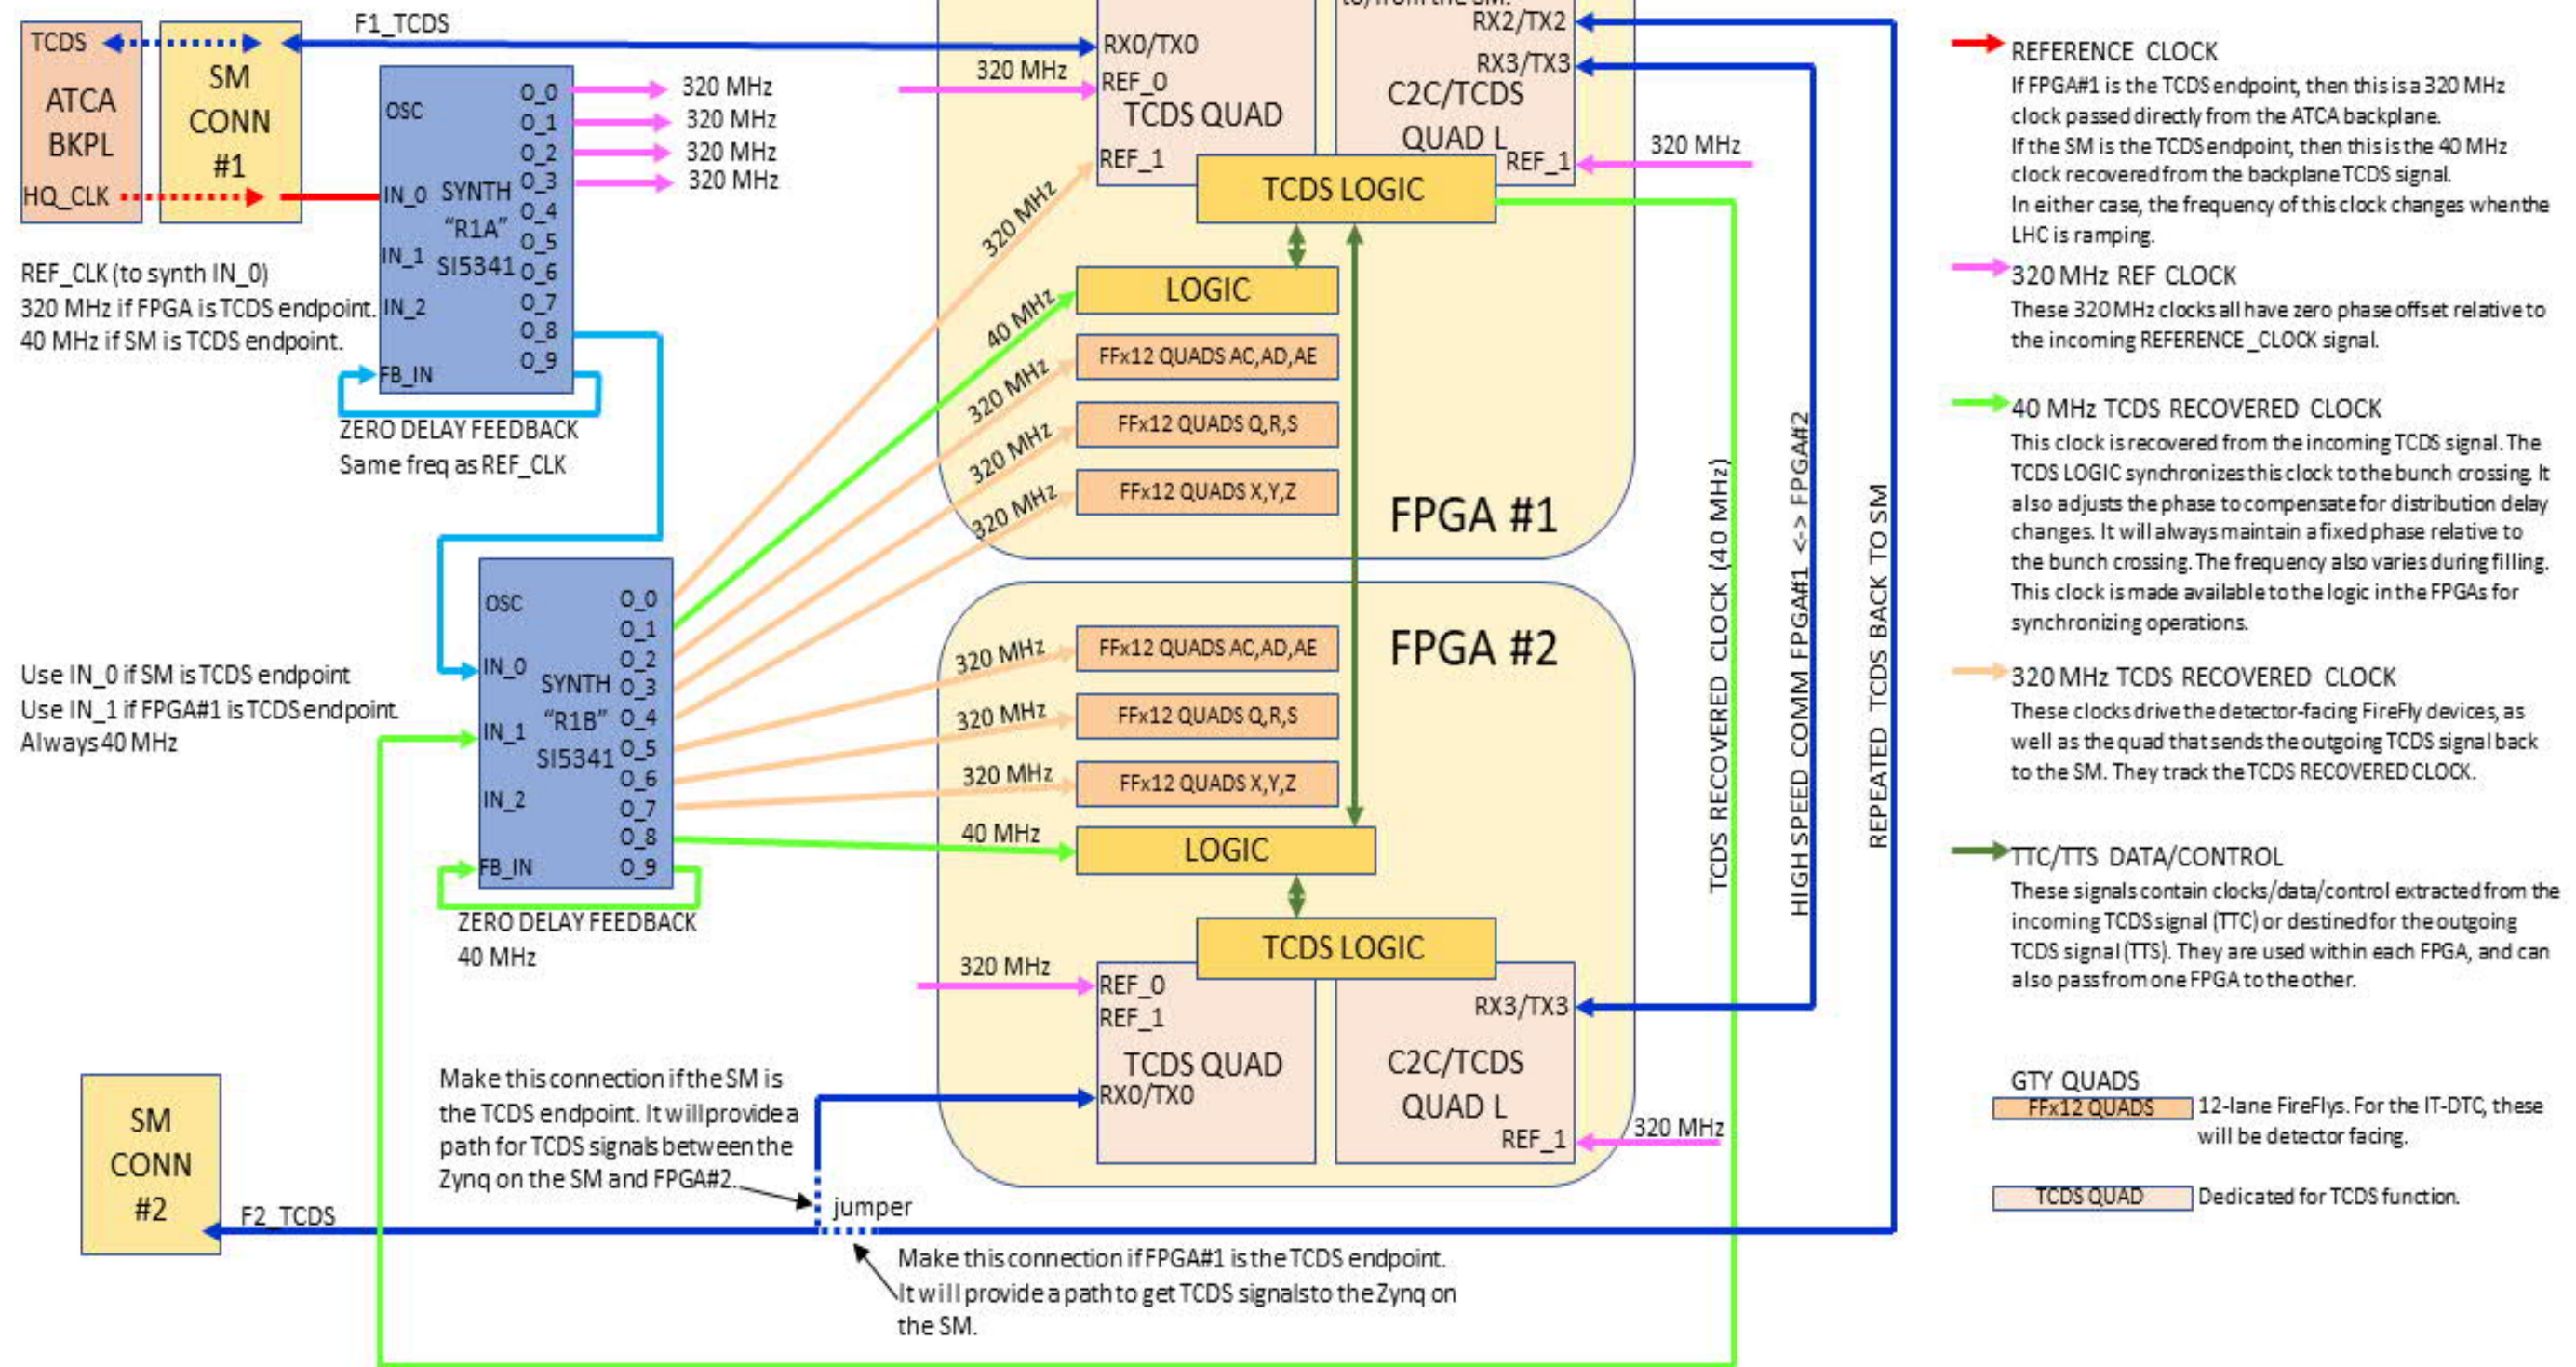 TCDS
ATCA
BKPL
HQ_CLK
SM
CONN
#1
F1_TCDS
REF_CLK (to synth IN_0)
320 MHz if FPGA is TCDS endpoint.
40 MHz if SM is TCDS endpoint.
OSC
IN_0
IN_1
IN_2
FB_IN
SYNTH
"R1A"
SI5341
O_0
O_1
O_2
O_3
O_4
O_5
O_6
O_7
O_8
O_9
320 MHz
320 MHz
320 MHz
320 MHz
ZERO DELAY FEEDBACK
Same freq as REF_CLK
Use IN_0 if SM is TCDS endpoint
Use IN_1 if FPGA#1 is TCDS endpoint.
Always 40 MHz
OSC
IN_0
IN_1
IN_2
FB_IN
SYNTH
"R1B"
SI5341
O_0
O_1
O_2
O_3
O_4
O_5
O_6
O_7
O_8
O_9
ZERO DELAY FEEDBACK
40 MHz
320 MHz
RX0/TX0
REF_0
TCDS QUAD
REF_1
to/from the SM.
RX2/TX2
RX3/TX3
C2C/TCDS
QUAD L
REF_1
320 MHz
TCDS LOGIC
LOGIC
FFx12 QUADS AC,AD,AE
FFx12 QUADS Q,R,S
FFx12 QUADS X,Y,Z
FPGA #1
320 MHz
40 MHz
320 MHz
320 MHz
320 MHz
FPGA #2
320 MHz
FFx12 QUADS AC,AD,AE
320 MHz
FFx12 QUADS Q,R,S
320 MHz
FFx12 QUADS X,Y,Z
40 MHz
LOGIC
TCDS LOGIC
320 MHz
REF_0
REF_1
TCDS QUAD
RX0/TX0
RX3/TX3
C2C/TCDS
QUAD L
REF_1
320 MHz
TCDS RECOVERED CLOCK (40 MHz)
HIGH SPEED COMM FPGA#1 <-> FPGA#2
REPEATED TCDS BACK TO SM
SM
CONN
#2
F2_TCDS
Make this connection if the SM is
the TCDS endpoint. It will provide a
path for TCDS signals between the
Zynq on the SM and FPGA#2.
jumper
Make this connection if FPGA#1 is the TCDS endpoint.
It will provide a path to get TCDS signals to the Zynq on
the SM.
REFERENCE CLOCK
If FPGA#1 is the TCDS endpoint, then this is a 320 MHz
clock passed directly from the ATCA backplane.
If the SM is the TCDS endpoint, then this is the 40 MHz
clock recovered from the backplane TCDS signal.
In either case, the frequency of this clock changes when the
LHC is ramping.
320 MHz REF CLOCK
These 320 MHz clocks all have zero phase offset relative to
the incoming REFERENCE_CLOCK signal.
40 MHz TCDS RECOVERED CLOCK
This clock is recovered from the incoming TCDS signal. The
TCDS LOGIC synchronizes this clock to the bunch crossing. It
also adjusts the phase to compensate for distribution delay
changes. It will always maintain a fixed phase relative to
the bunch crossing. The frequency also varies during filling.
This clock is made available to the logic in the FPGAs for
synchronizing operations.
320 MHz TCDS RECOVERED CLOCK
These clocks drive the detector-facing FireFly devices, as
well as the quad that sends the outgoing TCDS signal back
to the SM. They track the TCDS RECOVERED CLOCK.
TTC/TTS DATA/CONTROL
These signals contain clocks/data/control extracted from the
incoming TCDS signal (TTC) or destined for the outgoing
TCDS signal (TTS). They are used within each FPGA, and can
also pass from one FPGA to the other.
GTY QUADS
FFx12 QUADS
12-lane FireFlys. For the IT-DTC, these
will be detector facing.
TCDS QUAD
Dedicated for TCDS function.